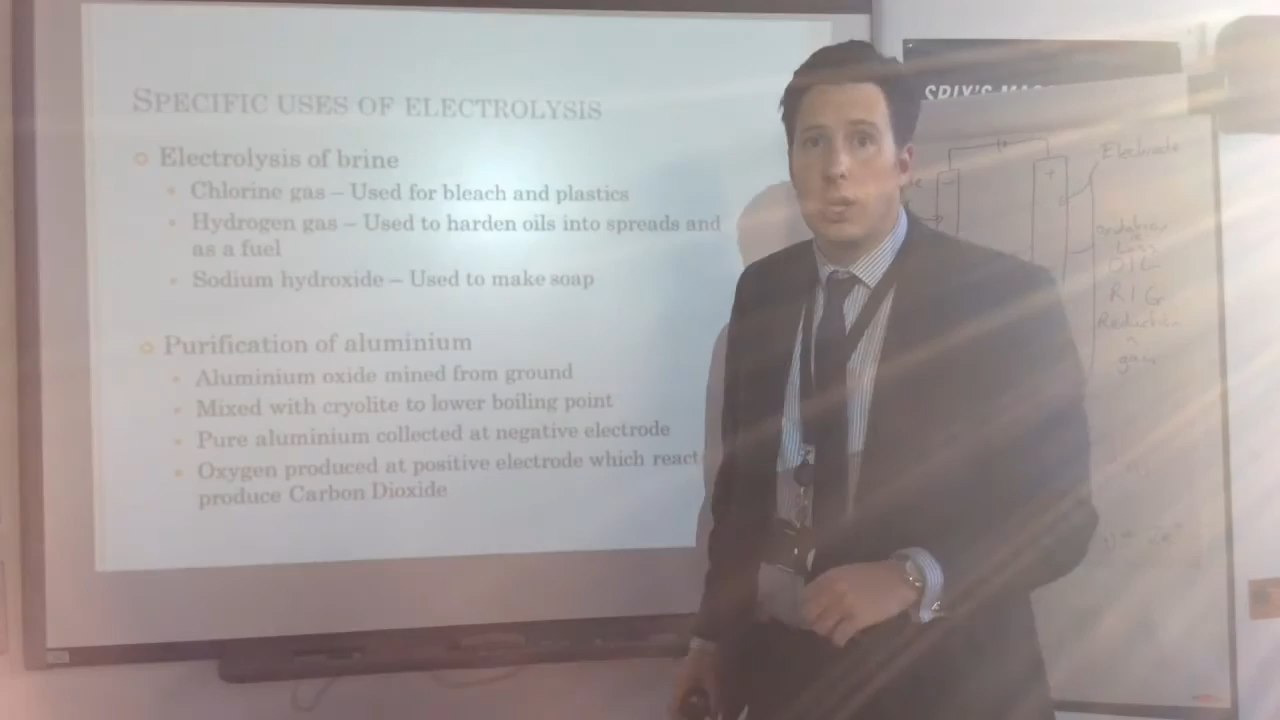 SPECIFIC USES OF ELECTROLYSIS
Electrolysis of brine
Chlorine gas – Used for bleach and plastics
Hydrogen gas – Used to harden oils into spreads and
as a fuel
Sodium hydroxide – Used to make soap
Purification of aluminium
Aluminium oxide mined from ground
Mixed with cryolite to lower boiling point
Pure aluminium collected at negative electrode
Oxygen produced at positive electrode which react
produce Carbon Dioxide
SPIX'S
Electrode
OIL
RIG
Reduction
gain